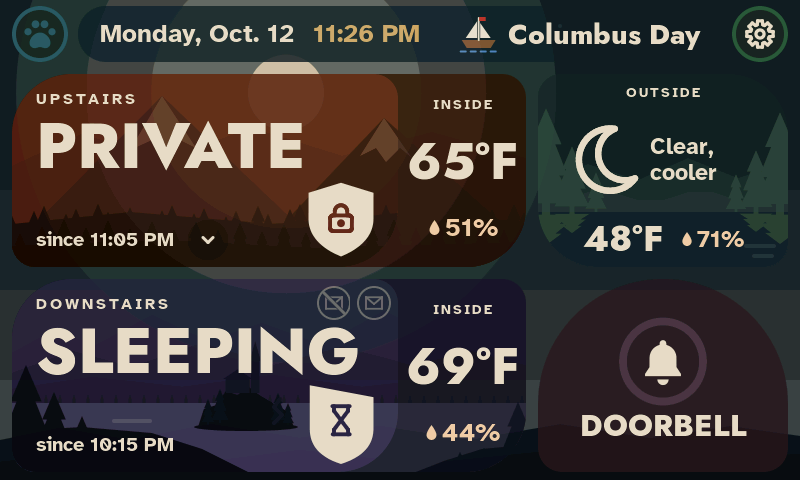 Monday, Oct. 12 11:26 PM
Columbus Day
UPSTAIRS
PRIVATE
since 11:05 PM
INSIDE
65°F
51%
OUTSIDE
Clear,
cooler
48°F 71%
DOWNSTAIRS
SLEEPING
since 10:15 PM
INSIDE
69°F
44%
DOORBELL